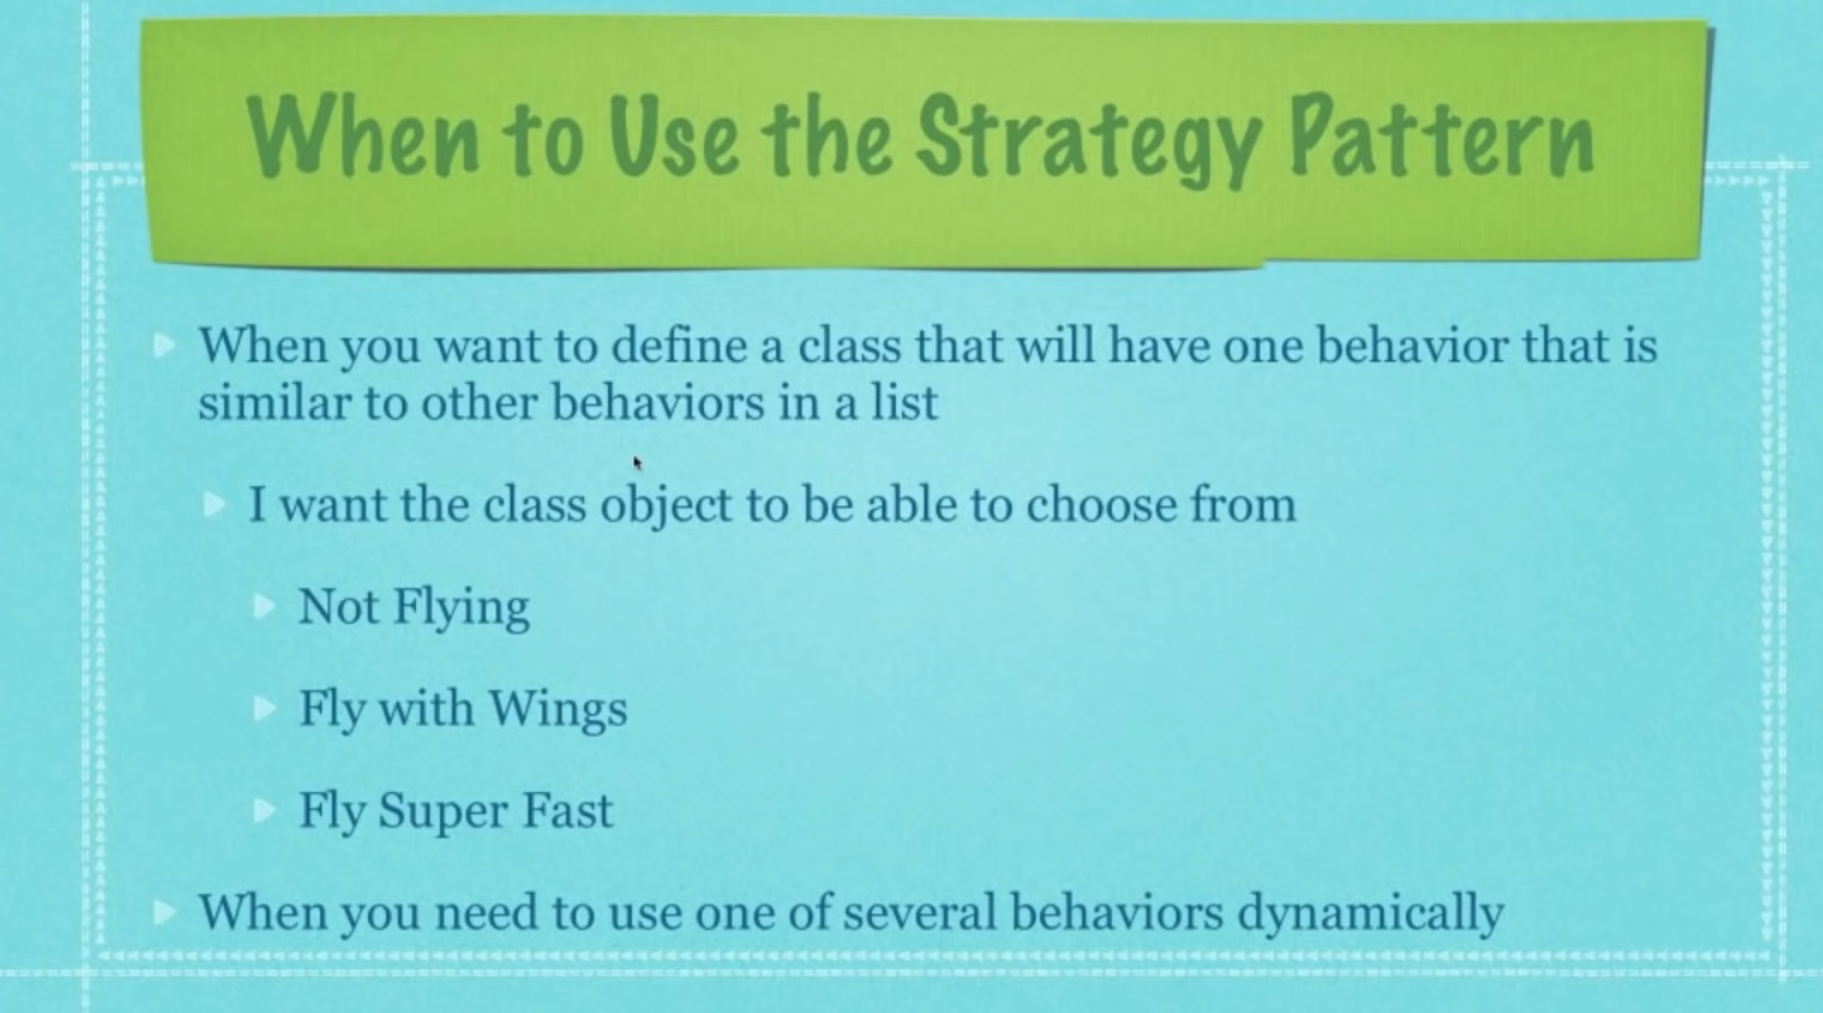 When to Use the Strategy Pattern
When you want to define a class that will have one behavior that is
similar to other behaviors in a list
I want the class object to be able to choose from
Not Flying
Fly with Wings
Fly Super Fast
When you need to use one of several behaviors dynamically